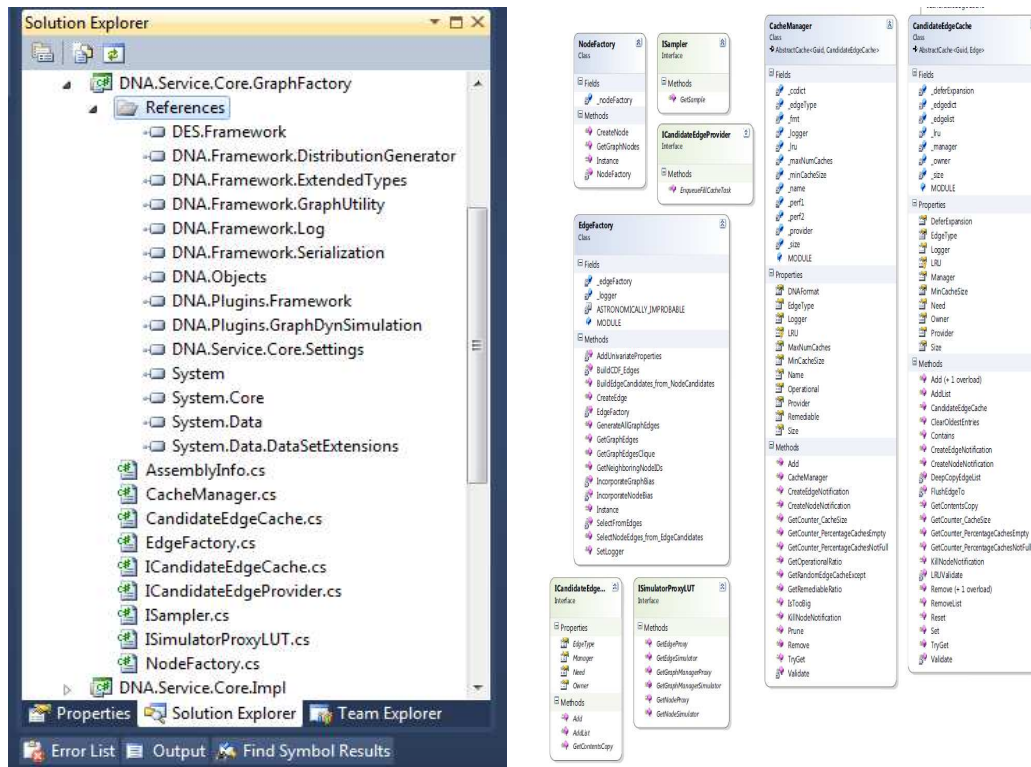 Solution Explorer
DNA.Service.Core.GraphFactory
References
DES.Framework
DNA.Framework.DistributionGenerator
DNA.Framework.ExtendedTypes
DNA.Framework.GraphUtility
DNA.Framework.Log
DNA.Framework.Serialization
DNA.Objects
DNA.Plugins.Framework
DNA.Plugins.GraphDynSimulation
DNA.Service.Core.Settings
System
System.Core
System.Data
System.Data.DataSetExtensions
AssemblyInfo.cs
CacheManager.cs
CandidateEdgeCache.cs
EdgeFactory.cs
ICandidateEdgeCache.cs
ICandidateEdgeProvider.cs
ISampler.cs
ISimulatorProxyLUT.cs
NodeFactory.cs
DNA.Service.Core.Impl
Properties
Solution Explorer
Team Explorer
Error List
Output
Find Symbol Results
NodeFactory
Class
Fields
_nodeFactory
Methods
CreateNode
GetGraphNodes
Instance
NodeFactory
ISampler
Interface
Methods
GetSample
ICandidateEdgeProvider
Interface
Methods
EnqueueFillCacheTask
EdgeFactory
Class
Fields
_edgeFactory
_logger
ASTRONOMICALLY_IMPROBABLE
MODULE
Methods
AddUnivariateProperties
BuildCDF_Edges
BuildEdgeCandidates_from_NodeCandidates
CreateEdge
EdgeFactory
GenerateAllGraphEdges
GetGraphEdges
GetGraphEdgesClique
GetNeighboringNodeIDs
IncorporateGraphBias
IncorporateNodeBias
Instance
SelectFromEdges
SelectNodeEdges_from_EdgeCandidates
SetLogger
ICandidateEdge...
Interface
Properties
EdgeType
Manager
Need
Owner
Methods
Add
AddList
GetContentsCopy
ISimulatorProxyLUT
Interface
Methods
GetEdgeProxy
GetEdgeSimulator
GetGraphManagerProxy
GetGraphManagerSimulator
GetNodeProxy
GetNodeSimulator
CacheManager
Class
AbstractCache<Guid, CandidateEdgeCache>
Fields
_ccdict
_edgeType
_fmt
_logger
_lru
_maxNumCaches
_minCacheSize
_name
_perf1
_perf2
_provider
_size
MODULE
Properties
DNAFormat
EdgeType
Logger
LRU
MaxNumCaches
MinCacheSize
Name
Operational
Provider
Remediable
Size
Methods
Add
CacheManager
CreateEdgeNotification
CreateNodeNotification
GetCounter_CacheSize
GetCounter_PercentageCachesEmpty
GetCounter_PercentageCachesNotFull
GetOperationalRatio
GetRandomEdgeCacheExcept
GetRemediableRatio
IsTooBig
KillNodeNotification
Prune
Remove
TryGet
Validate
CandidateEdgeCache
Class
AbstractCache<Guid, Edge>
Fields
_deferExpansion
_edgedict
_edgelist
_lru
_manager
_owner
_size
MODULE
Properties
DeferExpansion
EdgeType
Logger
LRU
Manager
MinCacheSize
Need
Owner
Provider
Size
Methods
Add (+ 1 overload)
AddList
CandidateEdgeCache
ClearOldestEntries
Contains
CreateEdgeNotification
CreateNodeNotification
DeepCopyEdgeList
FlushEdgeTo
GetContentsCopy
GetCounter_CacheSize
GetCounter_PercentageCachesEmpty
GetCounter_PercentageCachesNotFull
KillNodeNotification
LRUValidate
Remove (+ 1 overload)
RemoveList
Reset
Set
TryGet
Validate